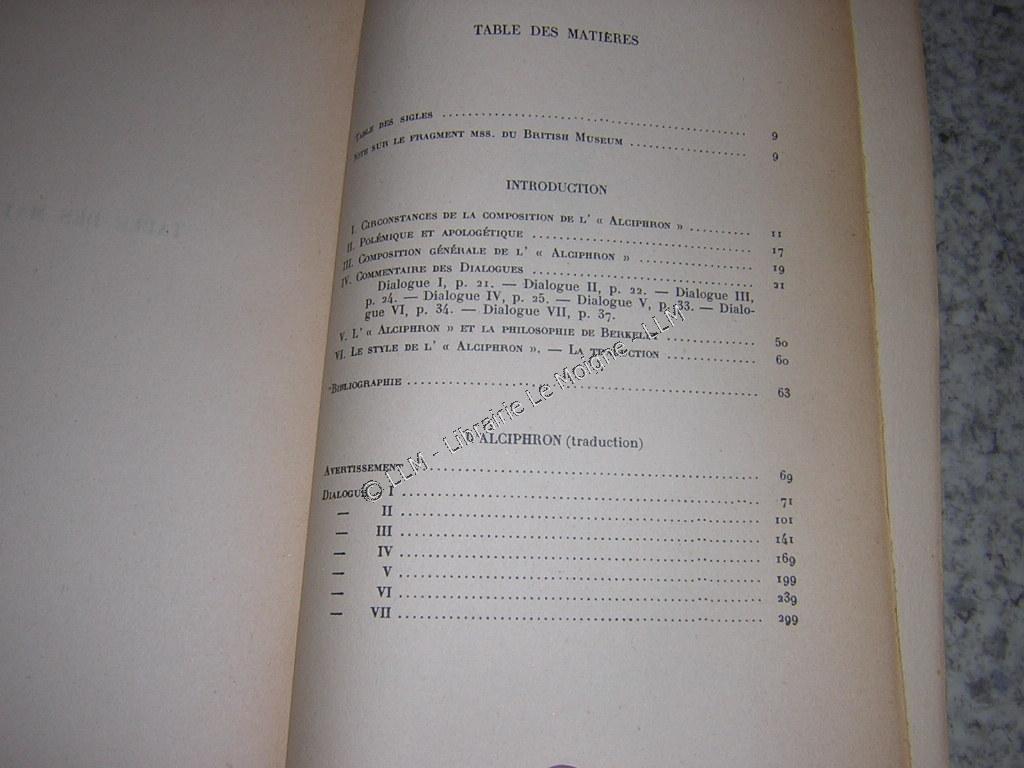 TABLE DES MATIÈRES
TABLE DES SIGLES 9
NOTE SUR LE FRAGMENT MSS. DU BRITISH MUSEUM 9
INTRODUCTION
I. CIRCONSTANCES DE LA COMPOSITION DE L' « ALCIPHRON » 11
II. POLÉMIQUE ET APOLOGÉTIQUE 17
III. COMPOSITION GÉNÉRALE DE L' « ALCIPHRON » 19
IV. COMMENTAIRE DES DIALOGUES 21
Dialogue I, p. 21. — Dialogue II, p. 22. — Dialogue III,
p. 24. — Dialogue IV, p. 25. — Dialogue V, p. 33. — Dialo-
gue VI, p. 34. — Dialogue VII, p. 37.
V. L' « ALCIPHRON » ET LA PHILOSOPHIE DE BERKELEY 50
VI. LE STYLE DE L' « ALCIPHRON ». — LA TRADUCTION 60
BIBLIOGRAPHIE 63
ALCIPHRON (traduction)
AVERTISSEMENT 69
DIALOGUE I 71
— II 101
— III 141
— IV 169
— V 199
— VI 239
— VII 299
© LLM - Librairie Le Moigne - LLM